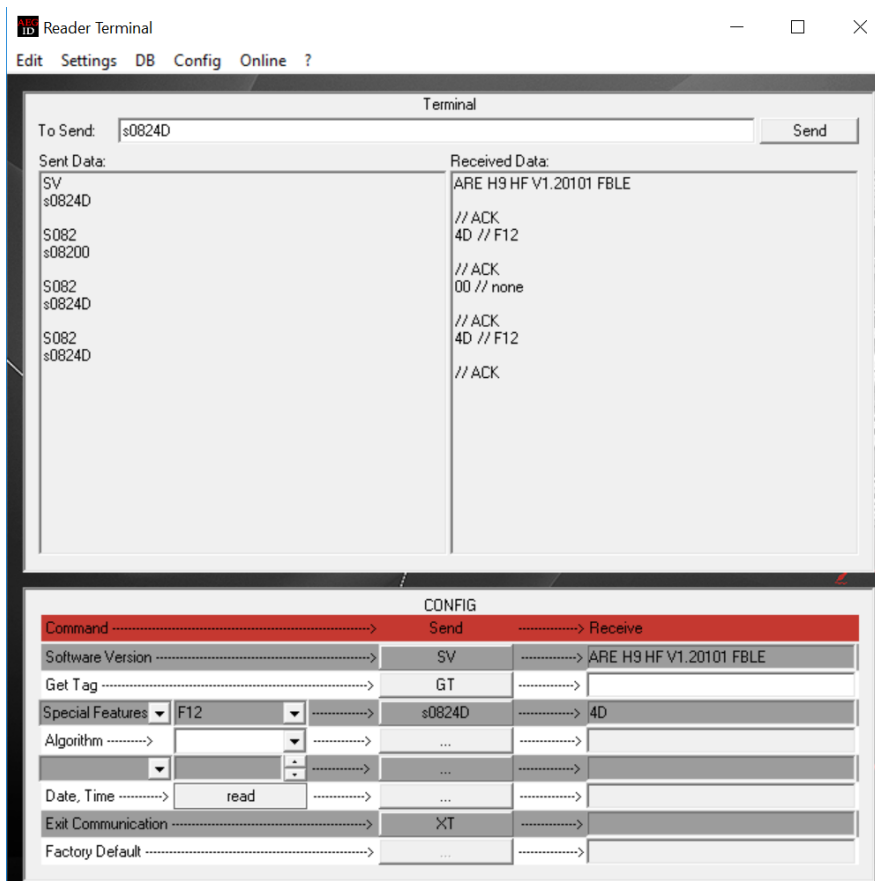 AEG
ID
Reader Terminal
Edit Settings DB Config Online ?
Terminal
To Send: s0824D Send
Sent Data:
SV
s0824D
S082
s08200
S082
s0824D
S082
s0824D
Received Data:
ARE H9 HF V1.20101 FBLE
// ACK
4D // F12
// ACK
00 // none
// ACK
4D // F12
// ACK
CONFIG
Command ---> Send ---> Receive
Software Version ---> SV ---> ARE H9 HF V1.20101 FBLE
Get Tag ---> GT --->
Special Features F12 ---> s0824D ---> 4D
Algorithm ---> ---> ... --->
---> ... --->
Date, Time ---> read ---> ... --->
Exit Communication ---> XT --->
Factory Default ---> ... --->